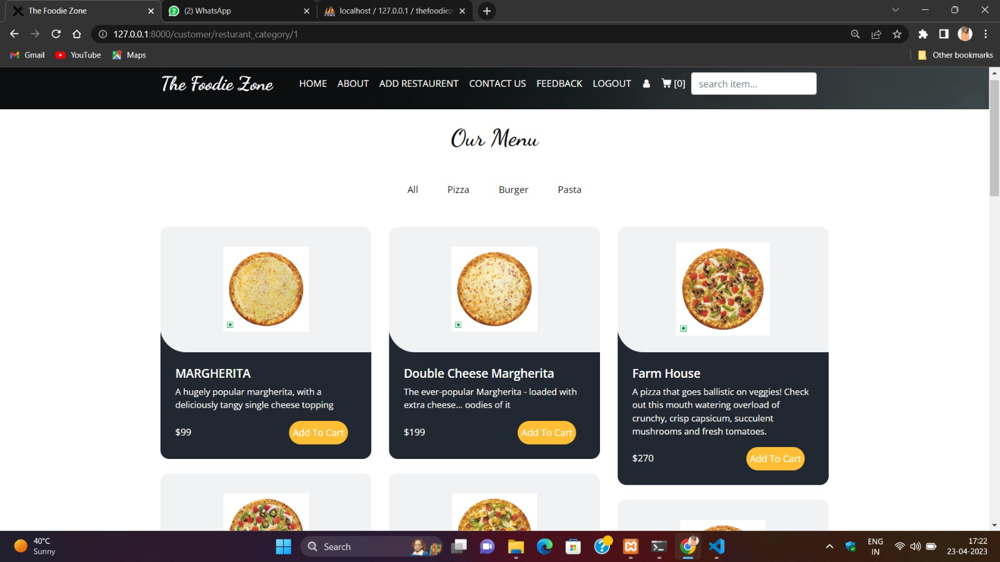 The Foodie Zone
(2) WhatsApp
localhost / 127.0.0.1 / thefoodiez
127.0.0.1:8000/customer/resturant_category/1
Gmail YouTube Maps Other bookmarks
The Foodie Zone HOME ABOUT ADD RESTAURENT CONTACT US FEEDBACK LOGOUT [0] search item...
Our Menu
All Pizza Burger Pasta
MARGHERITA
A hugely popular margherita, with a
deliciously tangy single cheese topping
$99 Add To Cart
Double Cheese Margherita
The ever-popular Margherita - loaded with
extra cheese... oodies of it
$199 Add To Cart
Farm House
A pizza that goes ballistic on veggies! Check
out this mouth watering overload of
crunchy, crisp capsicum, succulent
mushrooms and fresh tomatoes.
$270 Add To Cart
40°C
Sunny
Search
ENG
IN
17:22
23-04-2023